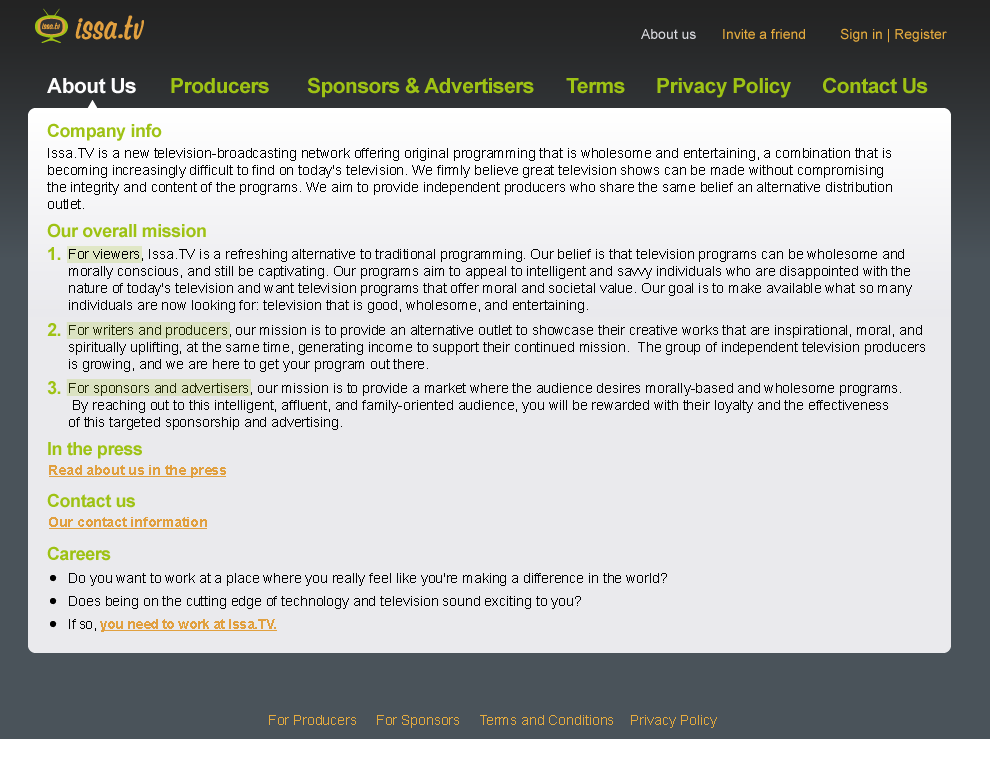 issa.tv issa.tv
About us Invite a friend Sign in | Register
About Us Producers Sponsors & Advertisers Terms Privacy Policy Contact Us
Company info
Issa.TV is a new television-broadcasting network offering original programming that is wholesome and entertaining, a combination that is
becoming increasingly difficult to find on today's television. We firmly believe great television shows can be made without compromising
the integrity and content of the programs. We aim to provide independent producers who share the same belief an alternative distribution
outlet.
Our overall mission
1. For viewers, Issa.TV is a refreshing alternative to traditional programming. Our belief is that television programs can be wholesome and
morally conscious, and still be captivating. Our programs aim to appeal to intelligent and savvy individuals who are disappointed with the
nature of today's television and want television programs that offer moral and societal value. Our goal is to make available what so many
individuals are now looking for: television that is good, wholesome, and entertaining.
2. For writers and producers, our mission is to provide an alternative outlet to showcase their creative works that are inspirational, moral, and
spiritually uplifting, at the same time, generating income to support their continued mission. The group of independent television producers
is growing, and we are here to get your program out there.
3. For sponsors and advertisers, our mission is to provide a market where the audience desires morally-based and wholesome programs.
By reaching out to this intelligent, affluent, and family-oriented audience, you will be rewarded with their loyalty and the effectiveness
of this targeted sponsorship and advertising.
In the press
Read about us in the press
Contact us
Our contact information
Careers
• Do you want to work at a place where you really feel like you're making a difference in the world?
• Does being on the cutting edge of technology and television sound exciting to you?
• If so, you need to work at Issa.TV.
For Producers For Sponsors Terms and Conditions Privacy Policy